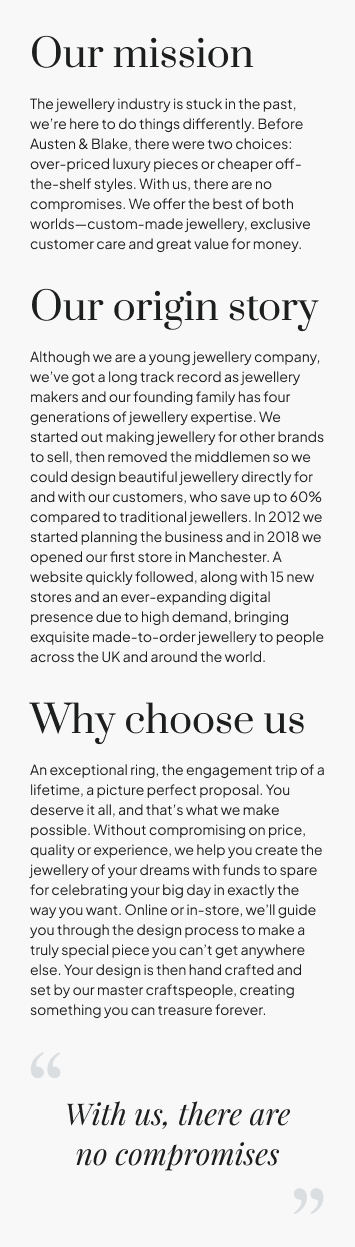 Our mission
The jewellery industry is stuck in the past,
we're here to do things differently. Before
Austen & Blake, there were two choices:
over-priced luxury pieces or cheaper off-
the-shelf styles. With us, there are no
compromises. We offer the best of both
worlds—custom-made jewellery, exclusive
customer care and great value for money.
Our origin story
Although we are a young jewellery company,
we've got a long track record as jewellery
makers and our founding family has four
generations of jewellery expertise. We
started out making jewellery for other brands
to sell, then removed the middlemen so we
could design beautiful jewellery directly for
and with our customers, who save up to 60%
compared to traditional jewellers. In 2012 we
started planning the business and in 2018 we
opened our first store in Manchester. A
website quickly followed, along with 15 new
stores and an ever-expanding digital
presence due to high demand, bringing
exquisite made-to-order jewellery to people
across the UK and around the world.
Why choose us
An exceptional ring, the engagement trip of a
lifetime, a picture perfect proposal. You
deserve it all, and that's what we make
possible. Without compromising on price,
quality or experience, we help you create the
jewellery of your dreams with funds to spare
for celebrating your big day in exactly the
way you want. Online or in-store, we'll guide
you through the design process to make a
truly special piece you can't get anywhere
else. Your design is then hand crafted and
set by our master craftspeople, creating
something you can treasure forever.
“
With us, there are
no compromises
”